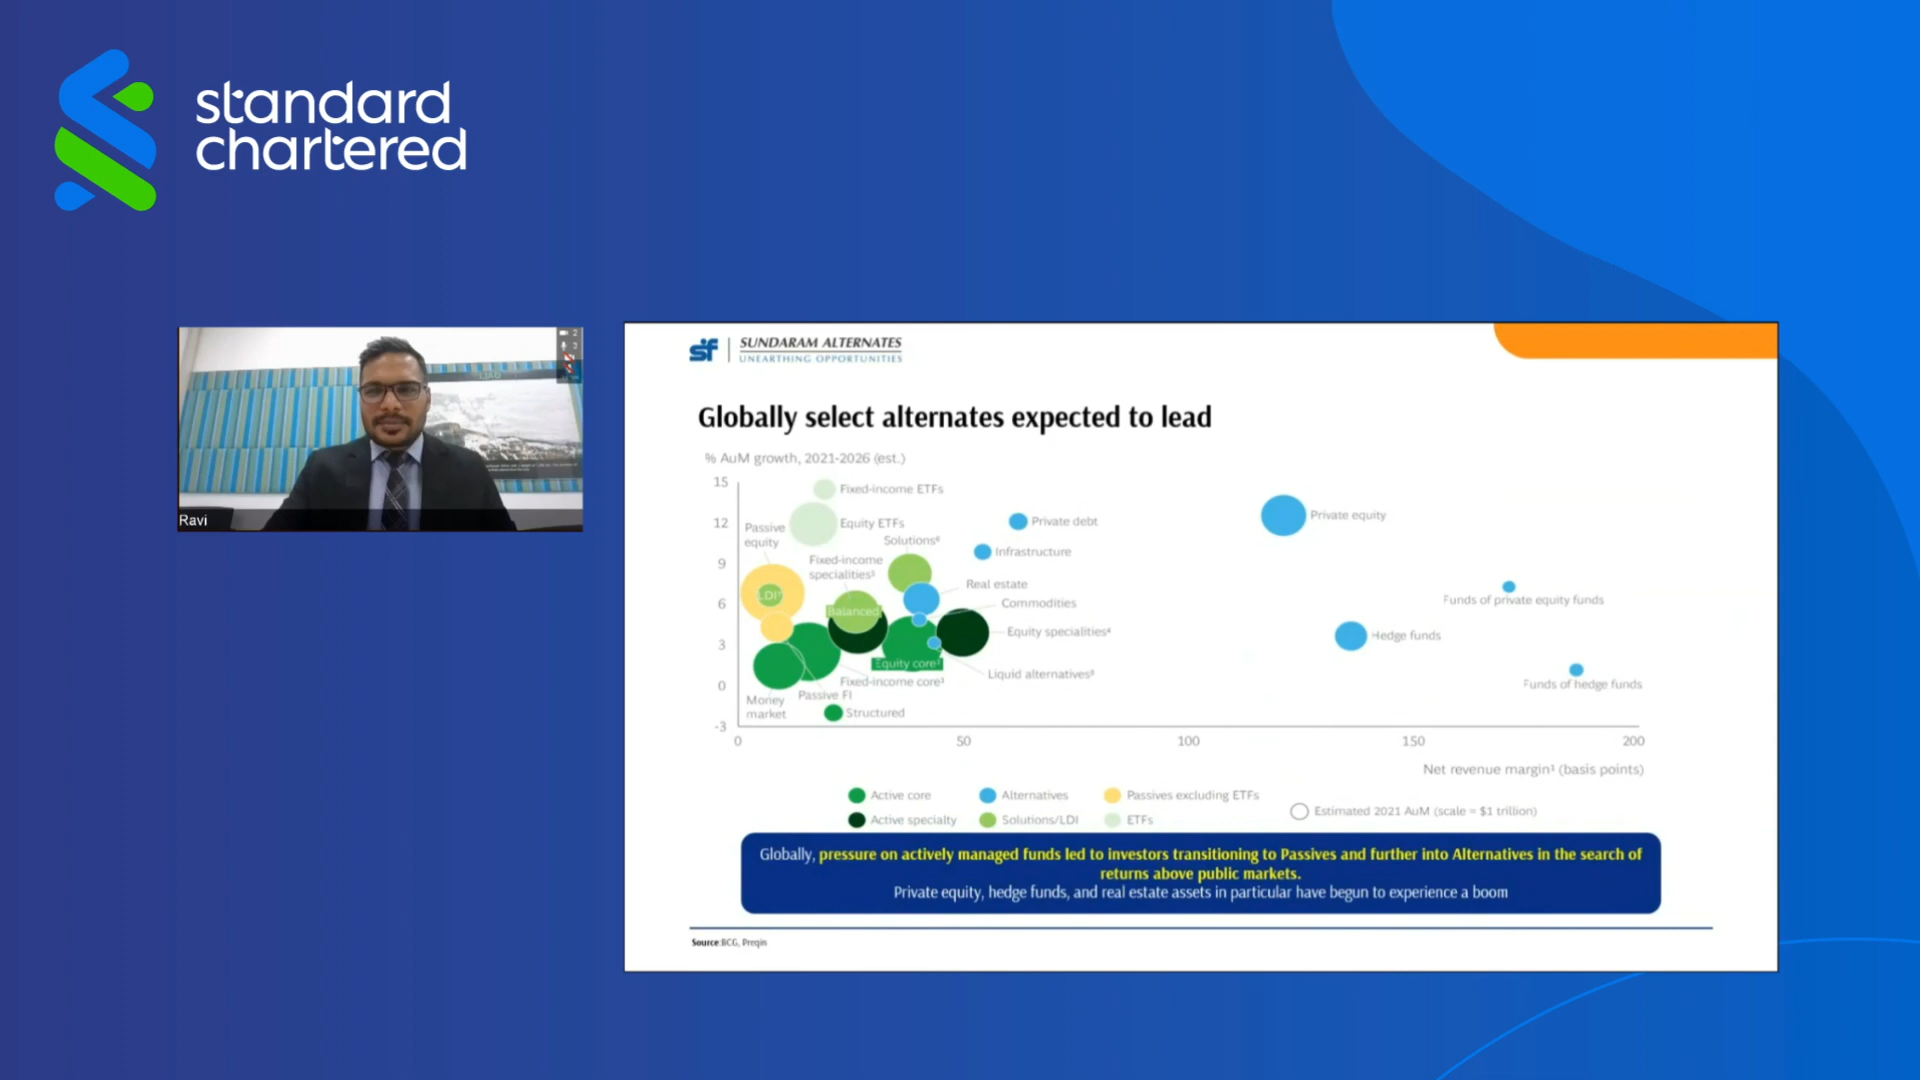 standard
chartered
Ravi
sf
SUNDARAM ALTERNATES
UNEARTHING OPPORTUNITIES
Globally select alternates expected to lead
% AuM growth, 2021-2026 (est.)
15
12
9
6
3
0
-3
Fixed-income ETFs
Equity ETFs
Passive
equity
Solutions⁶
Fixed-income
specialities³
LDI⁷
Balanced
Private debt
Infrastructure
Real estate
Commodities
Equity specialities⁴
Liquid alternatives⁵
Equity core²
Fixed-income core³
Passive FI
Money
market
Structured
Private equity
Funds of private equity funds
Hedge funds
Funds of hedge funds
0
50
100
150
200
Net revenue margin¹ (basis points)
Active core
Alternatives
Passives excluding ETFs
Active specialty
Solutions/LDI
ETFs
Estimated 2021 AuM (scale = $1 trillion)
Globally, pressure on actively managed funds led to investors transitioning to Passives and further into Alternatives in the search of
returns above public markets.
Private equity, hedge funds, and real estate assets in particular have begun to experience a boom
Source:BCG, Preqin